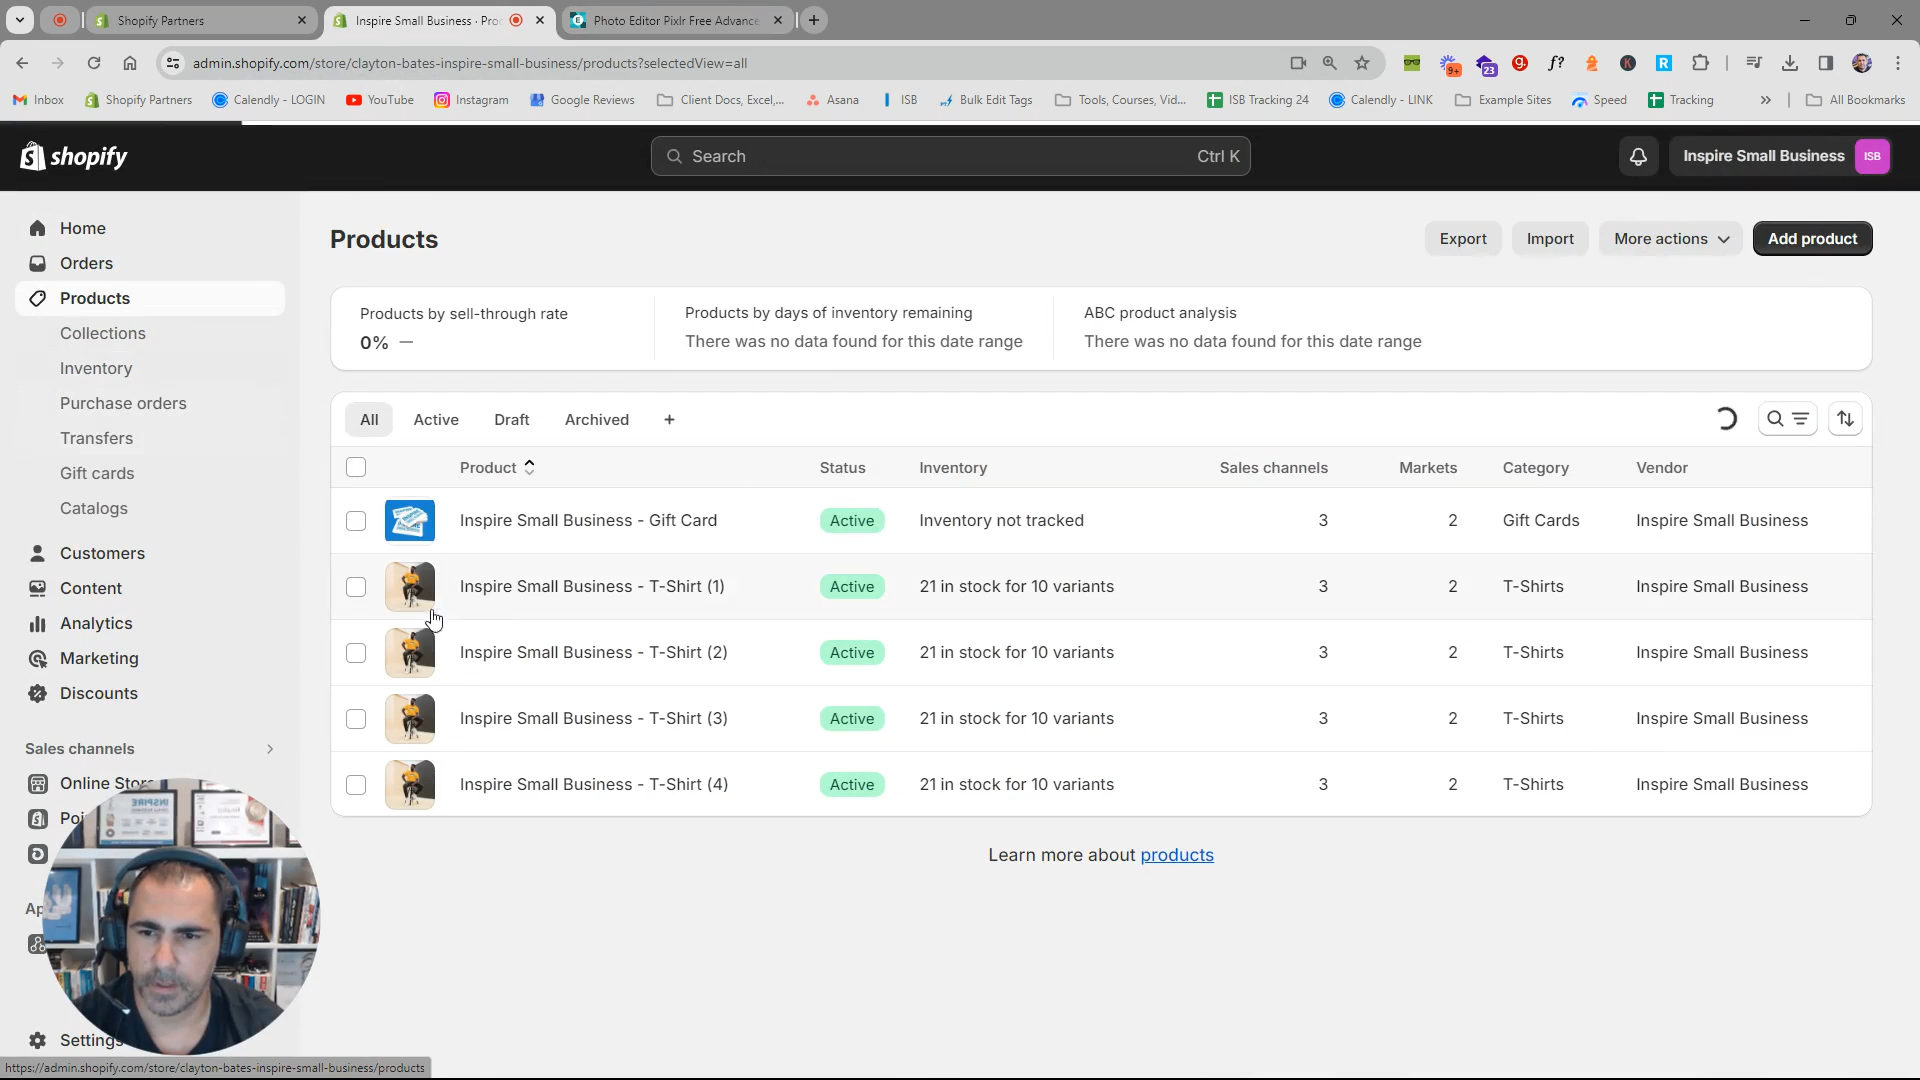 Shopify Partners
Inspire Small Business · Proc
Photo Editor Pixlr Free Advance
admin.shopify.com/store/clayton-bates-inspire-small-business/products?selectedView=all
9+
23
Inbox
Shopify Partners
Calendly - LOGIN
YouTube
Instagram
Google Reviews
Client Docs, Excel,...
Asana
ISB
Bulk Edit Tags
Tools, Courses, Vid...
ISB Tracking 24
Calendly - LINK
Example Sites
Speed
Tracking
All Bookmarks
shopify
Search
Ctrl K
Inspire Small Business
ISB
Home
Orders
Products
Collections
Inventory
Purchase orders
Transfers
Gift cards
Catalogs
Customers
Content
Analytics
Marketing
Discounts
Sales channels
Online Store
Settings
Products
Export
Import
More actions
Add product
Products by sell-through rate
0% —
Products by days of inventory remaining
There was no data found for this date range
ABC product analysis
There was no data found for this date range
All
Active
Draft
Archived
+
Product
Status
Inventory
Sales channels
Markets
Category
Vendor
Inspire Small Business - Gift Card Active Inventory not tracked 3 2 Gift Cards Inspire Small Business
Inspire Small Business - T-Shirt (1) Active 21 in stock for 10 variants 3 2 T-Shirts Inspire Small Business
Inspire Small Business - T-Shirt (2) Active 21 in stock for 10 variants 3 2 T-Shirts Inspire Small Business
Inspire Small Business - T-Shirt (3) Active 21 in stock for 10 variants 3 2 T-Shirts Inspire Small Business
Inspire Small Business - T-Shirt (4) Active 21 in stock for 10 variants 3 2 T-Shirts Inspire Small Business
Learn more about products
https://admin.shopify.com/store/clayton-bates-inspire-small-business/products